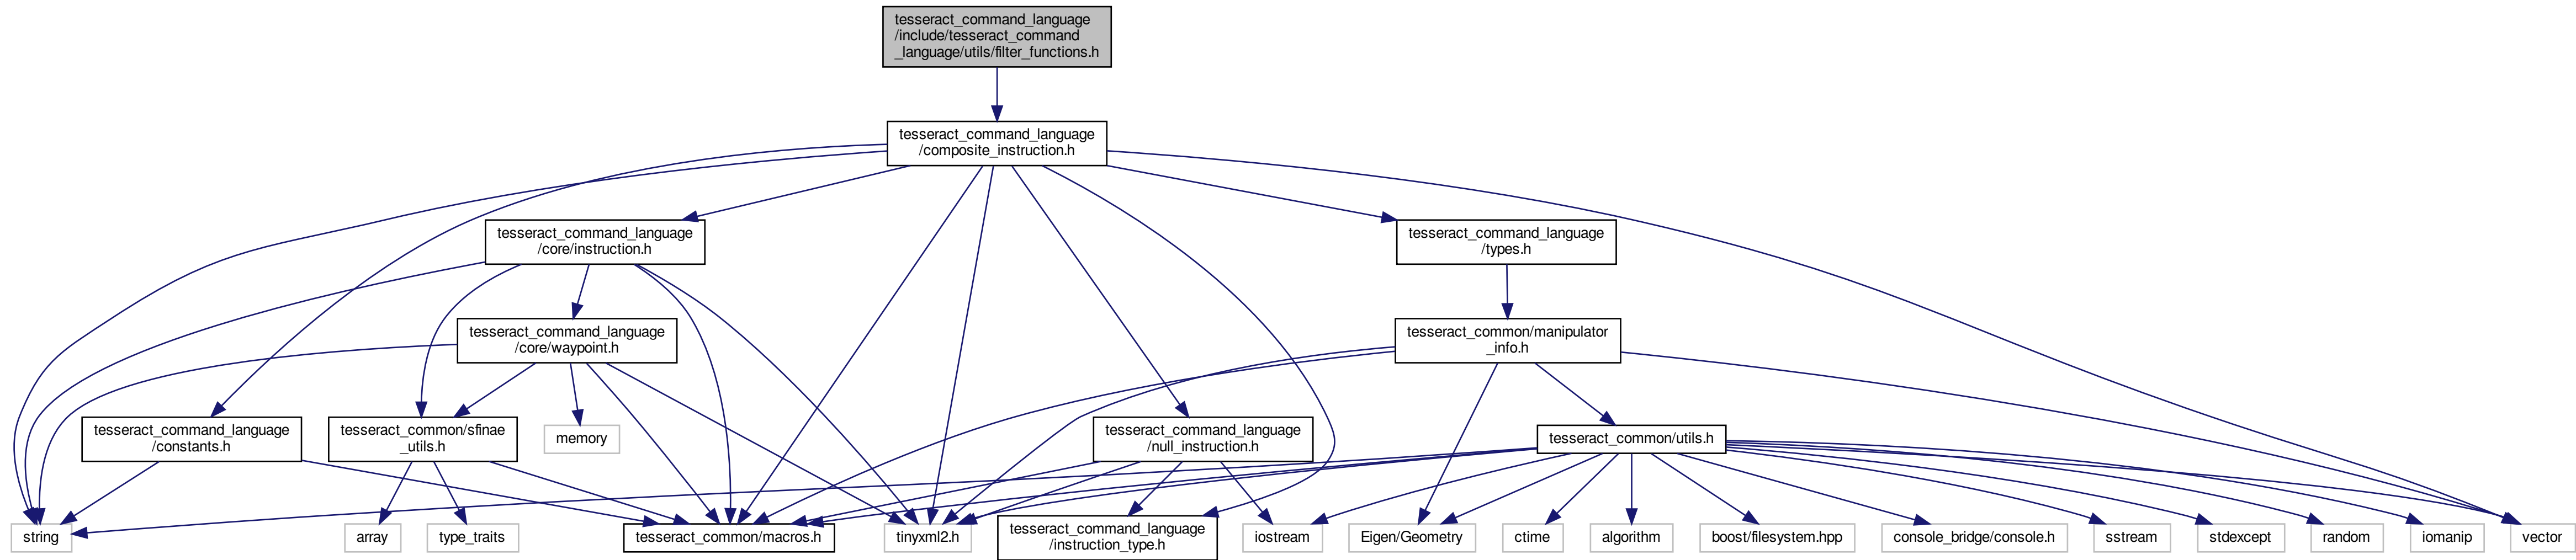 tesseract_command_language
/include/tesseract_command
_language/utils/filter_functions.h
tesseract_command_language
/composite_instruction.h
tesseract_command_language
/core/instruction.h
tesseract_command_language
/types.h
tesseract_command_language
/core/waypoint.h
tesseract_common/manipulator
_info.h
tesseract_command_language
/constants.h
tesseract_common/sfinae
_utils.h
memory
tesseract_command_language
/null_instruction.h
tesseract_common/utils.h
string
array
type_traits
tesseract_common/macros.h
tinyxml2.h
tesseract_command_language
/instruction_type.h
iostream
Eigen/Geometry
ctime
algorithm
boost/filesystem.hpp
console_bridge/console.h
sstream
stdexcept
random
iomanip
vector